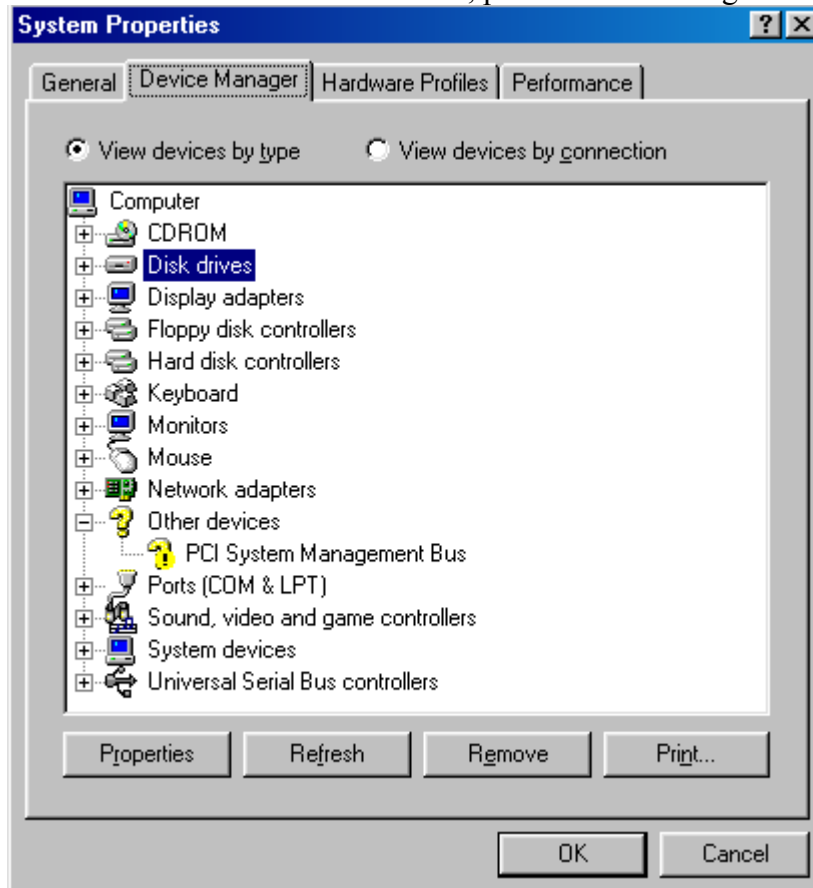 System Properties
General Device Manager Hardware Profiles Performance
View devices by type View devices by connection
Computer
CDROM
Disk drives
Display adapters
Floppy disk controllers
Hard disk controllers
Keyboard
Monitors
Mouse
Network adapters
Other devices
PCI System Management Bus
Ports (COM & LPT)
Sound, video and game controllers
System devices
Universal Serial Bus controllers
Properties Refresh Remove Print...
OK Cancel